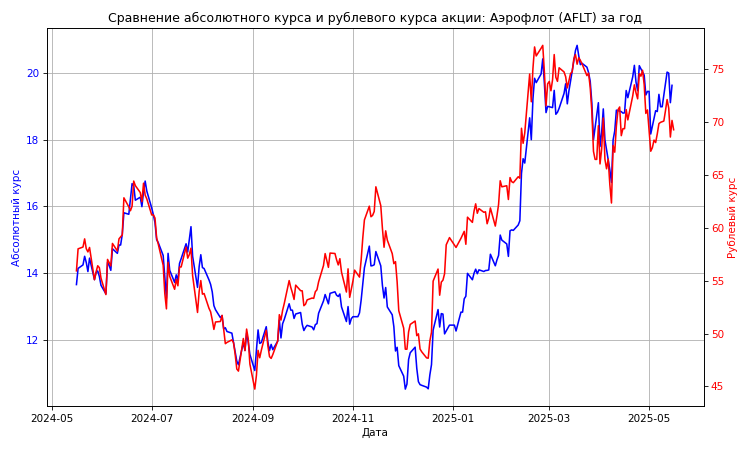 Сравнение абсолютного курса и рублевого курса акции: Аэрофлот (AFLT) за год
Абсолютный курс
20
18
16
14
12
75
70
65
60
55
50
45
Рублевый курс
2024-05 2024-07 2024-09 2024-11 2025-01 2025-03 2025-05
Дата